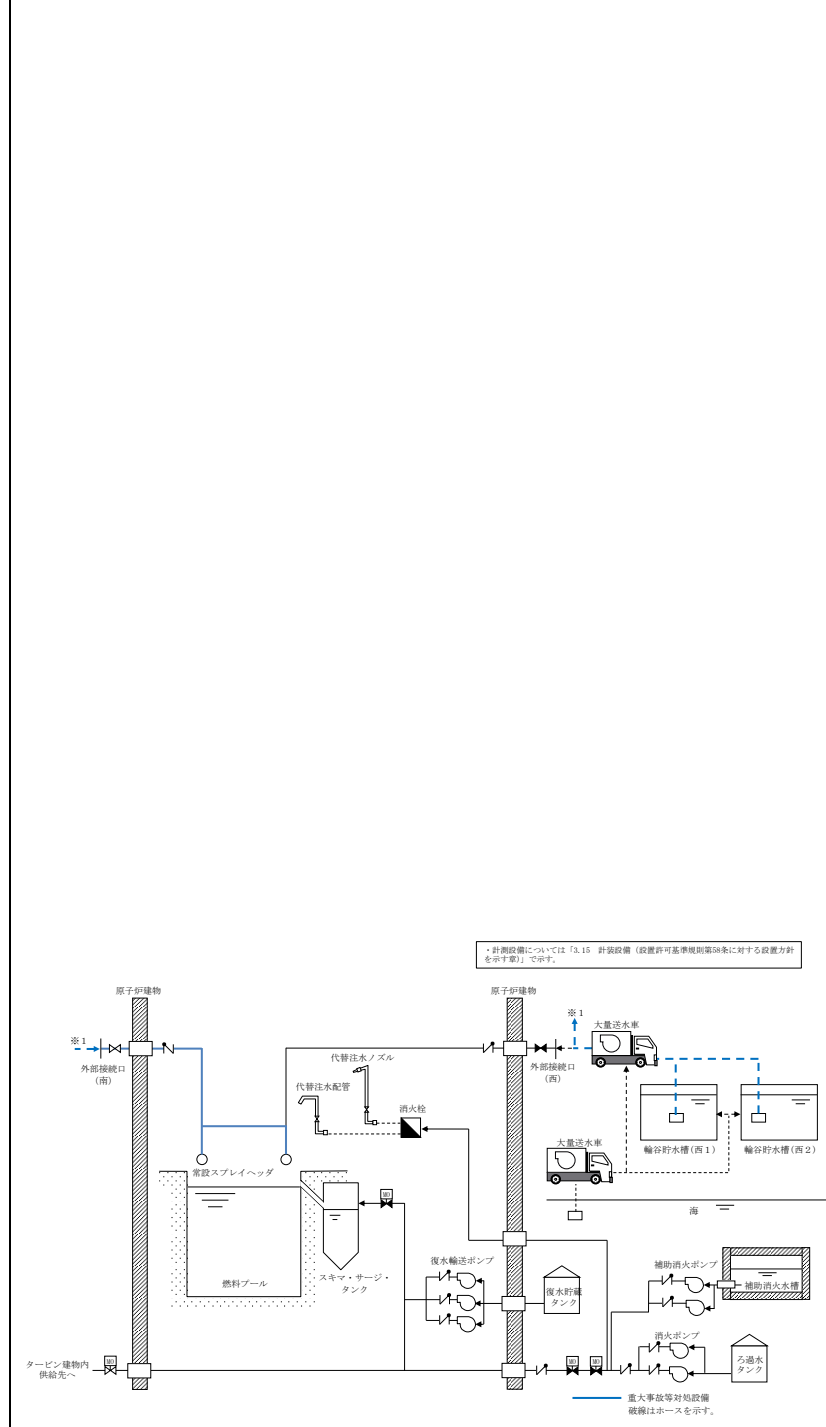 ・計測設備については「3.15　計装設備（設置許可基準規則第58条に対する設置方針
を示す章）」で示す。
原子炉建物
原子炉建物
※1
※1
大量送水車
外部接続口
(南)
代替注水ノズル
外部接続口
(西)
代替注水配管
消火栓
大量送水車
輪谷貯水槽(西1)
輪谷貯水槽(西2)
常設スプレイヘッダ
海
MO
復水輸送ポンプ
補助消火ポンプ
燃料プール
スキマ・サージ・
タンク
復水貯蔵
タンク
補助消火水槽
消火ポンプ
タービン建物内
供給先へ
MO
MO
MO
ろ過水
タンク
重大事故等対処設備
破線はホースを示す。